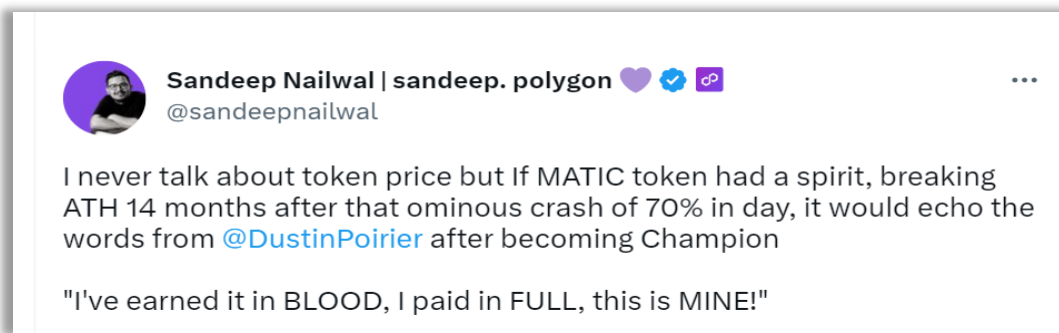 Sandeep Nailwal | sandeep. polygon
@sandeepnailwal
I never talk about token price but If MATIC token had a spirit, breaking
ATH 14 months after that ominous crash of 70% in day, it would echo the
words from @DustinPoirier after becoming Champion
"I've earned it in BLOOD, I paid in FULL, this is MINE!"